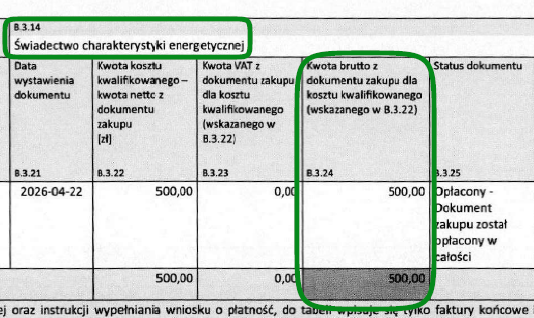 B.3.14
Świadectwo charakterystyki energetycznej
Data wystawienia dokumentu
Kwota kosztu kwalifikowanego – kwota netto z dokumentu zakupu [zł]
Kwota VAT z dokumentu zakupu dla kosztu kwalifikowanego (wskazanego w B.3.22)
Kwota brutto z dokumentu zakupu dla kosztu kwalifikowanego (wskazanego w B.3.22)
Status dokumentu
B.3.21 B.3.22 B.3.23 B.3.24 B.3.25
2026-04-22 500,00 0,00 500,00 Opłacony -
Dokument
zakupu został
opłacony w
całości
500,00 0,00 500,00
ej oraz instrukcji wypełniania wniosku o płatność, do tabeli wpisuje się tylko faktury końcowe i